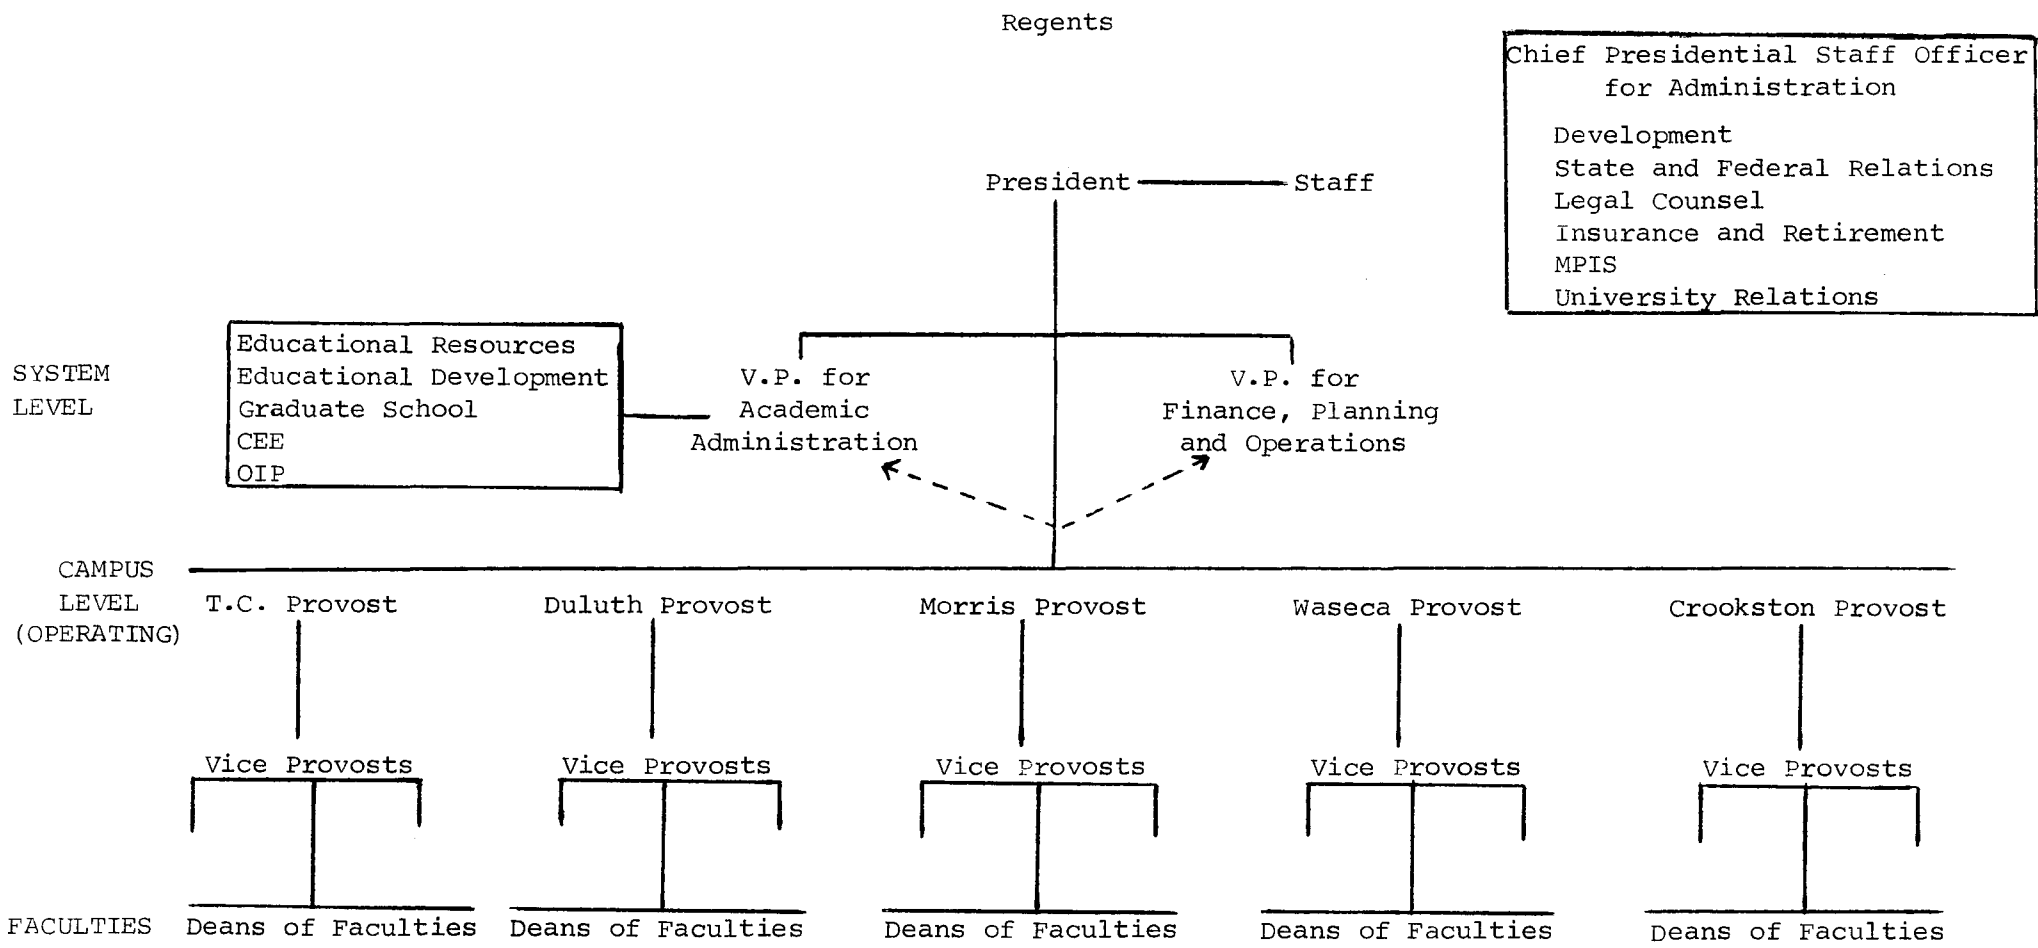 Regents
Chief Presidential Staff Officer
for Administration
Development
State and Federal Relations
Legal Counsel
Insurance and Retirement
MPIS
University Relations
President
Staff
SYSTEM
LEVEL
Educational Resources
Educational Development
Graduate School
CEE
OIP
V.P. for
Academic
Administration
V.P. for
Finance, Planning
and Operations
CAMPUS
LEVEL
(OPERATING)
T.C. Provost
Duluth Provost
Morris Provost
Waseca Provost
Crookston Provost
Vice Provosts
Vice Provosts
Vice Provosts
Vice Provosts
Vice Provosts
FACULTIES
Deans of Faculties
Deans of Faculties
Deans of Faculties
Deans of Faculties
Deans of Faculties